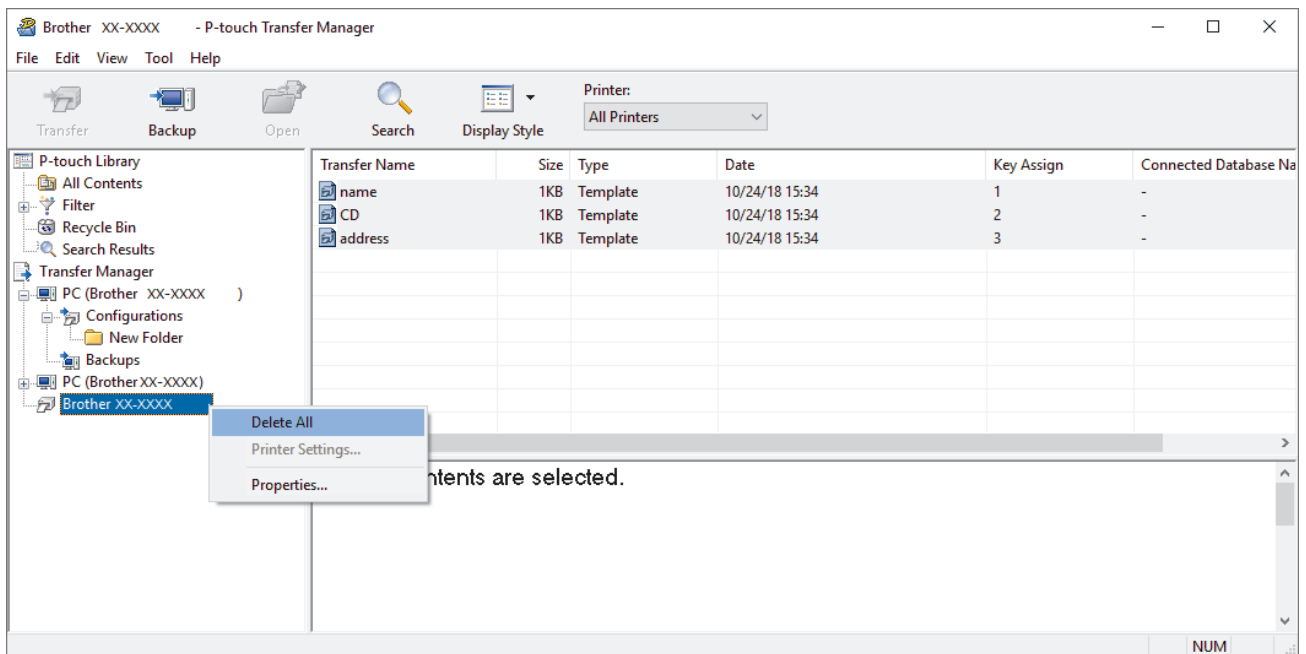 Brother XX-XXXX - P-touch Transfer Manager
File Edit View Tool Help
Transfer Backup Open Search Display Style
Printer:
All Printers
P-touch Library
All Contents
Filter
Recycle Bin
Search Results
Transfer Manager
PC (Brother XX-XXXX )
Configurations
New Folder
Backups
PC (Brother XX-XXXX)
Brother XX-XXXX
Delete All
Printer Settings...
Properties...
Transfer Name Size Type Date Key Assign Connected Database Na
name 1KB Template 10/24/18 15:34 1 -
CD 1KB Template 10/24/18 15:34 2 -
address 1KB Template 10/24/18 15:34 3 -
are selected.
NUM